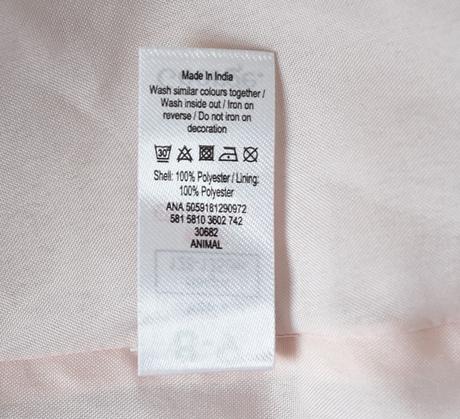 Made In India
Wash similar colours together /
Wash inside out / Iron on
reverse / Do not iron on
decoration
30°
Shell: 100% Polyester / Lining:
100% Polyester
ANA 5059181290972
581 5810 3602 742
30682
ANIMAL